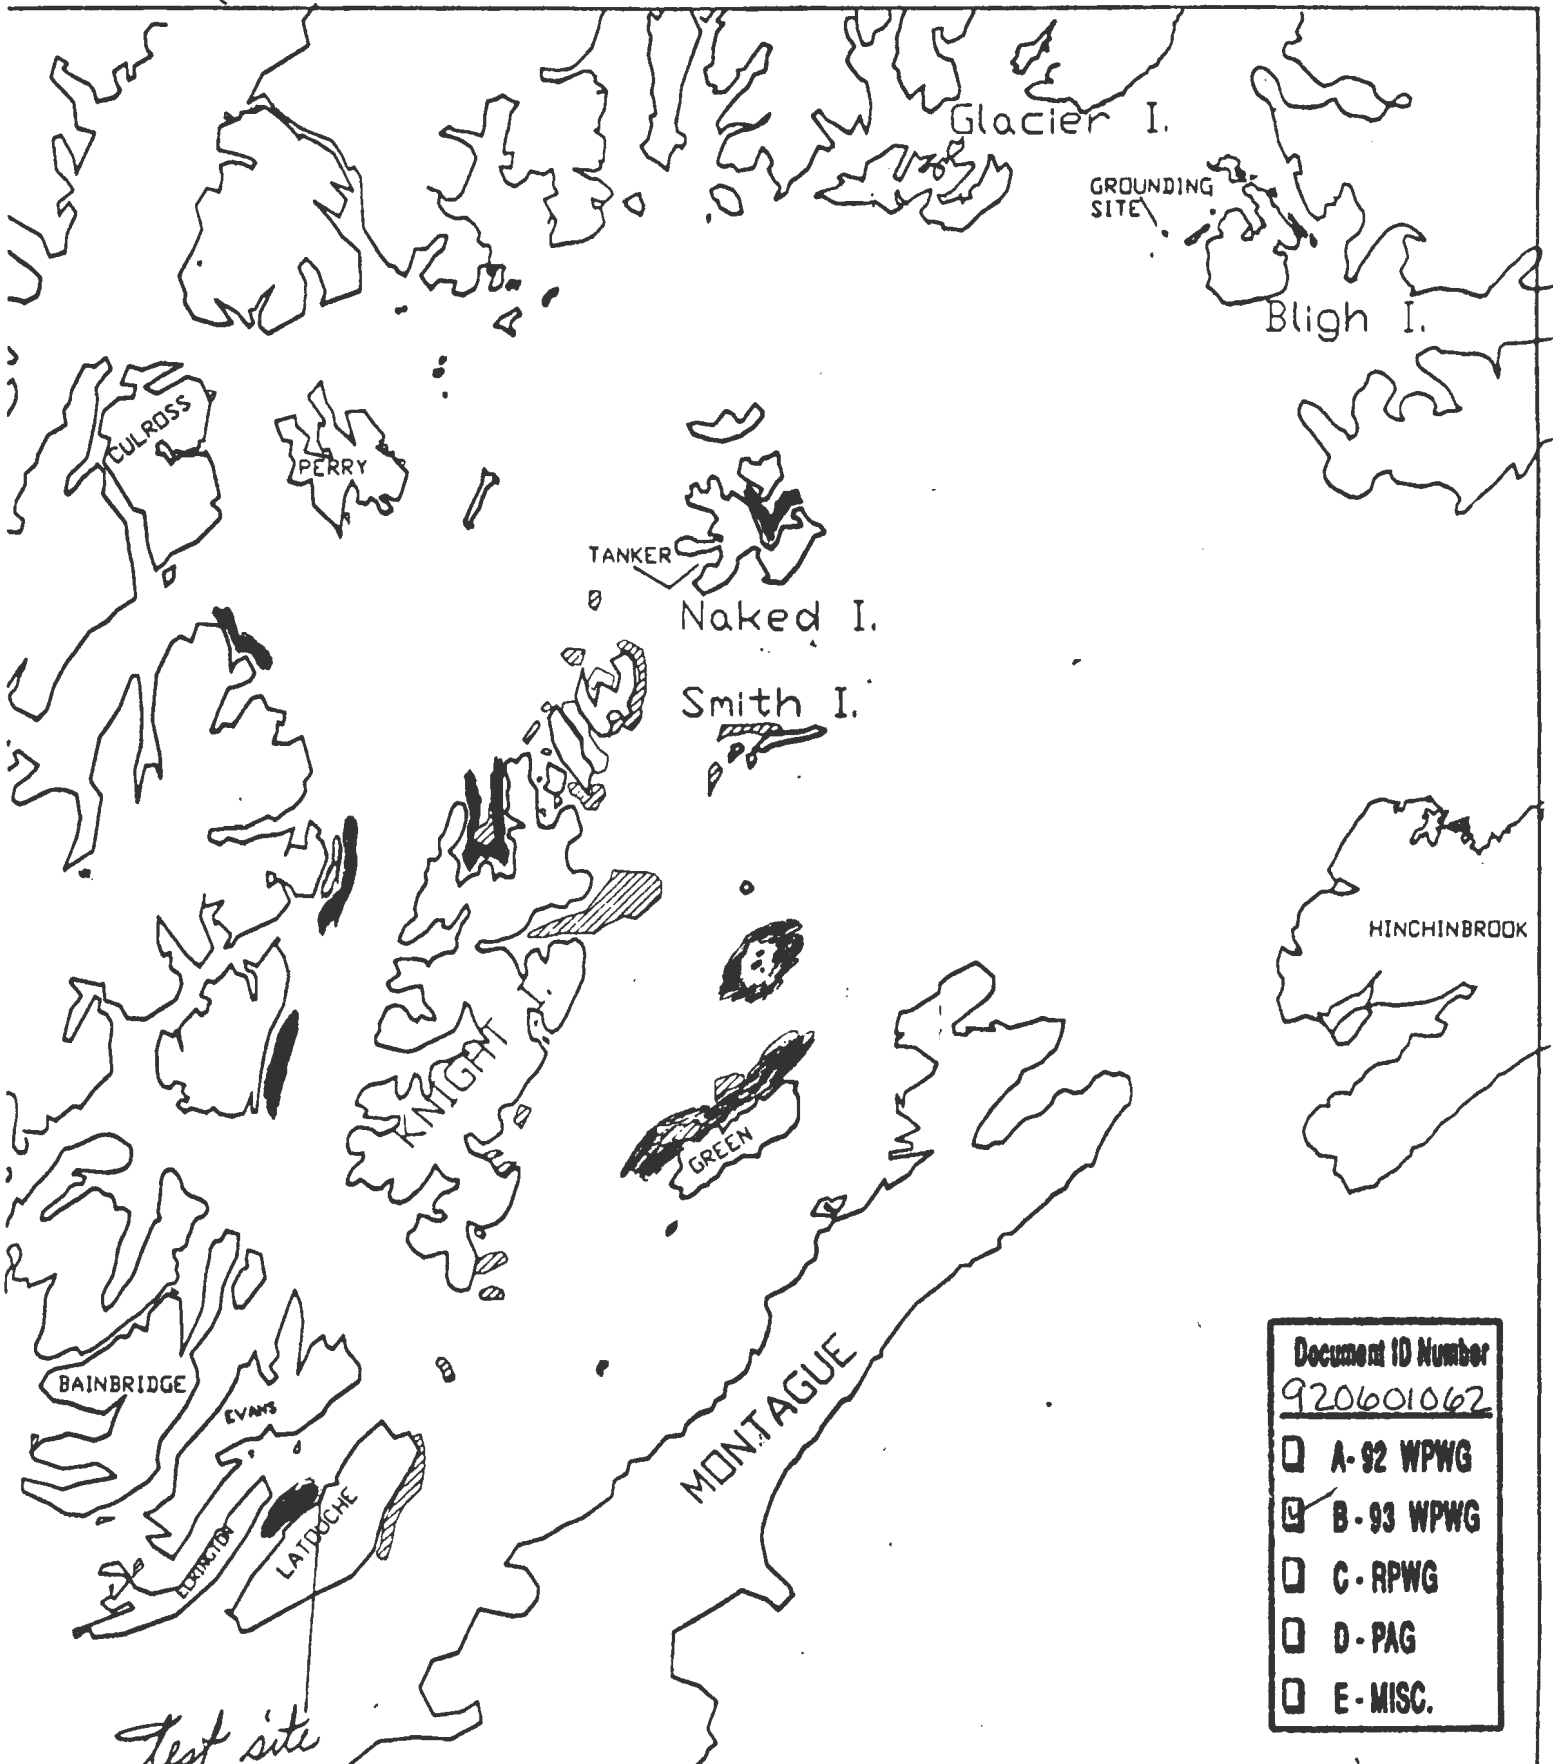 Glacier I.
GROUNDING
SITE
Bligh I.
CULROSS
PERRY
TANKER
Naked I.
Smith I.
HINCHINBROOK
KNIGHT
GREEN
MONTAGUE
BAINBRIDGE
EVANS
LATOUCHE
ELRINGTON
Test site
Document ID Number
920601062
A-92 WPWG
B-93 WPWG
C-RPWG
D-PAG
E-MISC.